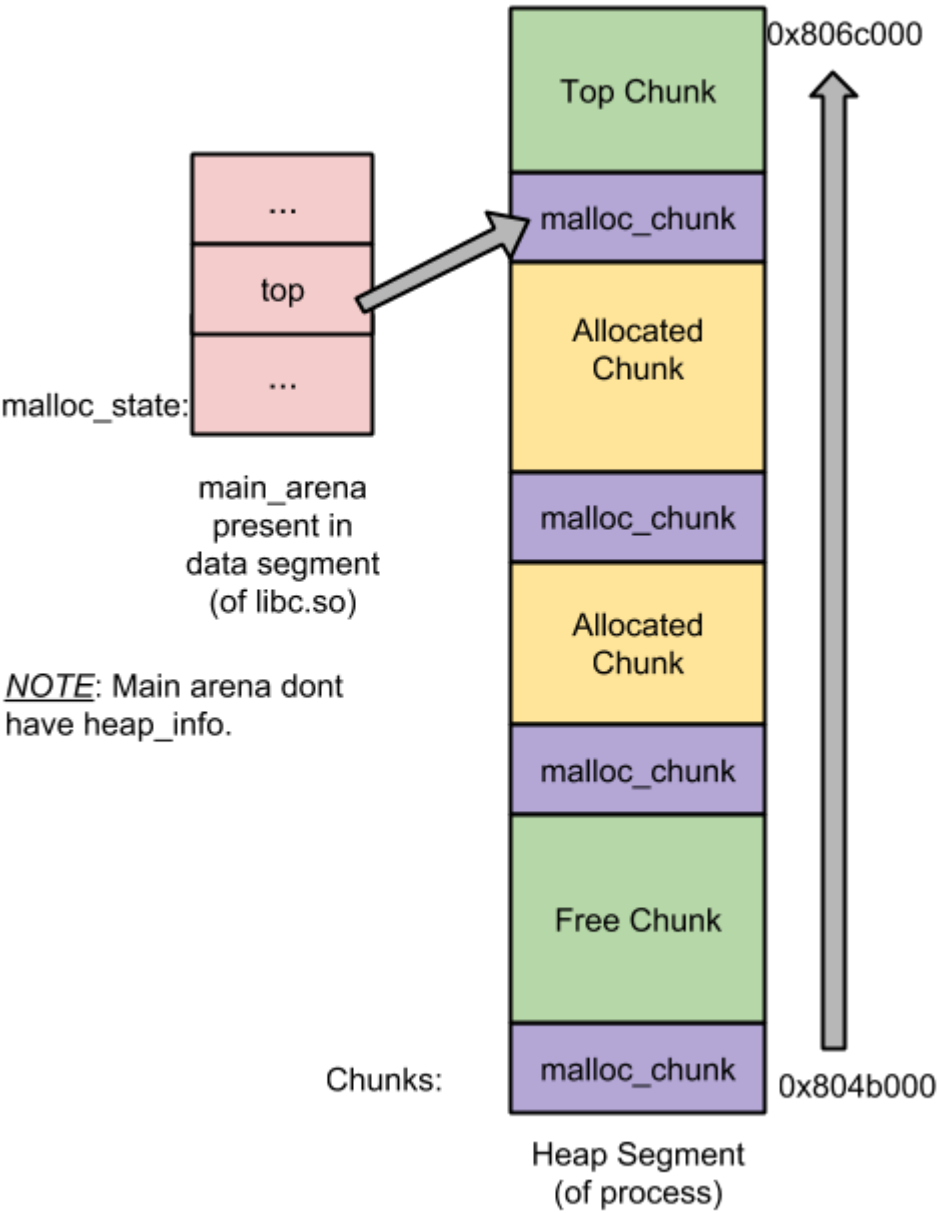 0x806c000
Top Chunk
malloc_chunk
...
top
...
malloc_state:
main_arena
present in
data segment
(of libc.so)
NOTE: Main arena dont
have heap_info.
Allocated
Chunk
malloc_chunk
Allocated
Chunk
malloc_chunk
Free Chunk
Chunks:
malloc_chunk
0x804b000
Heap Segment
(of process)